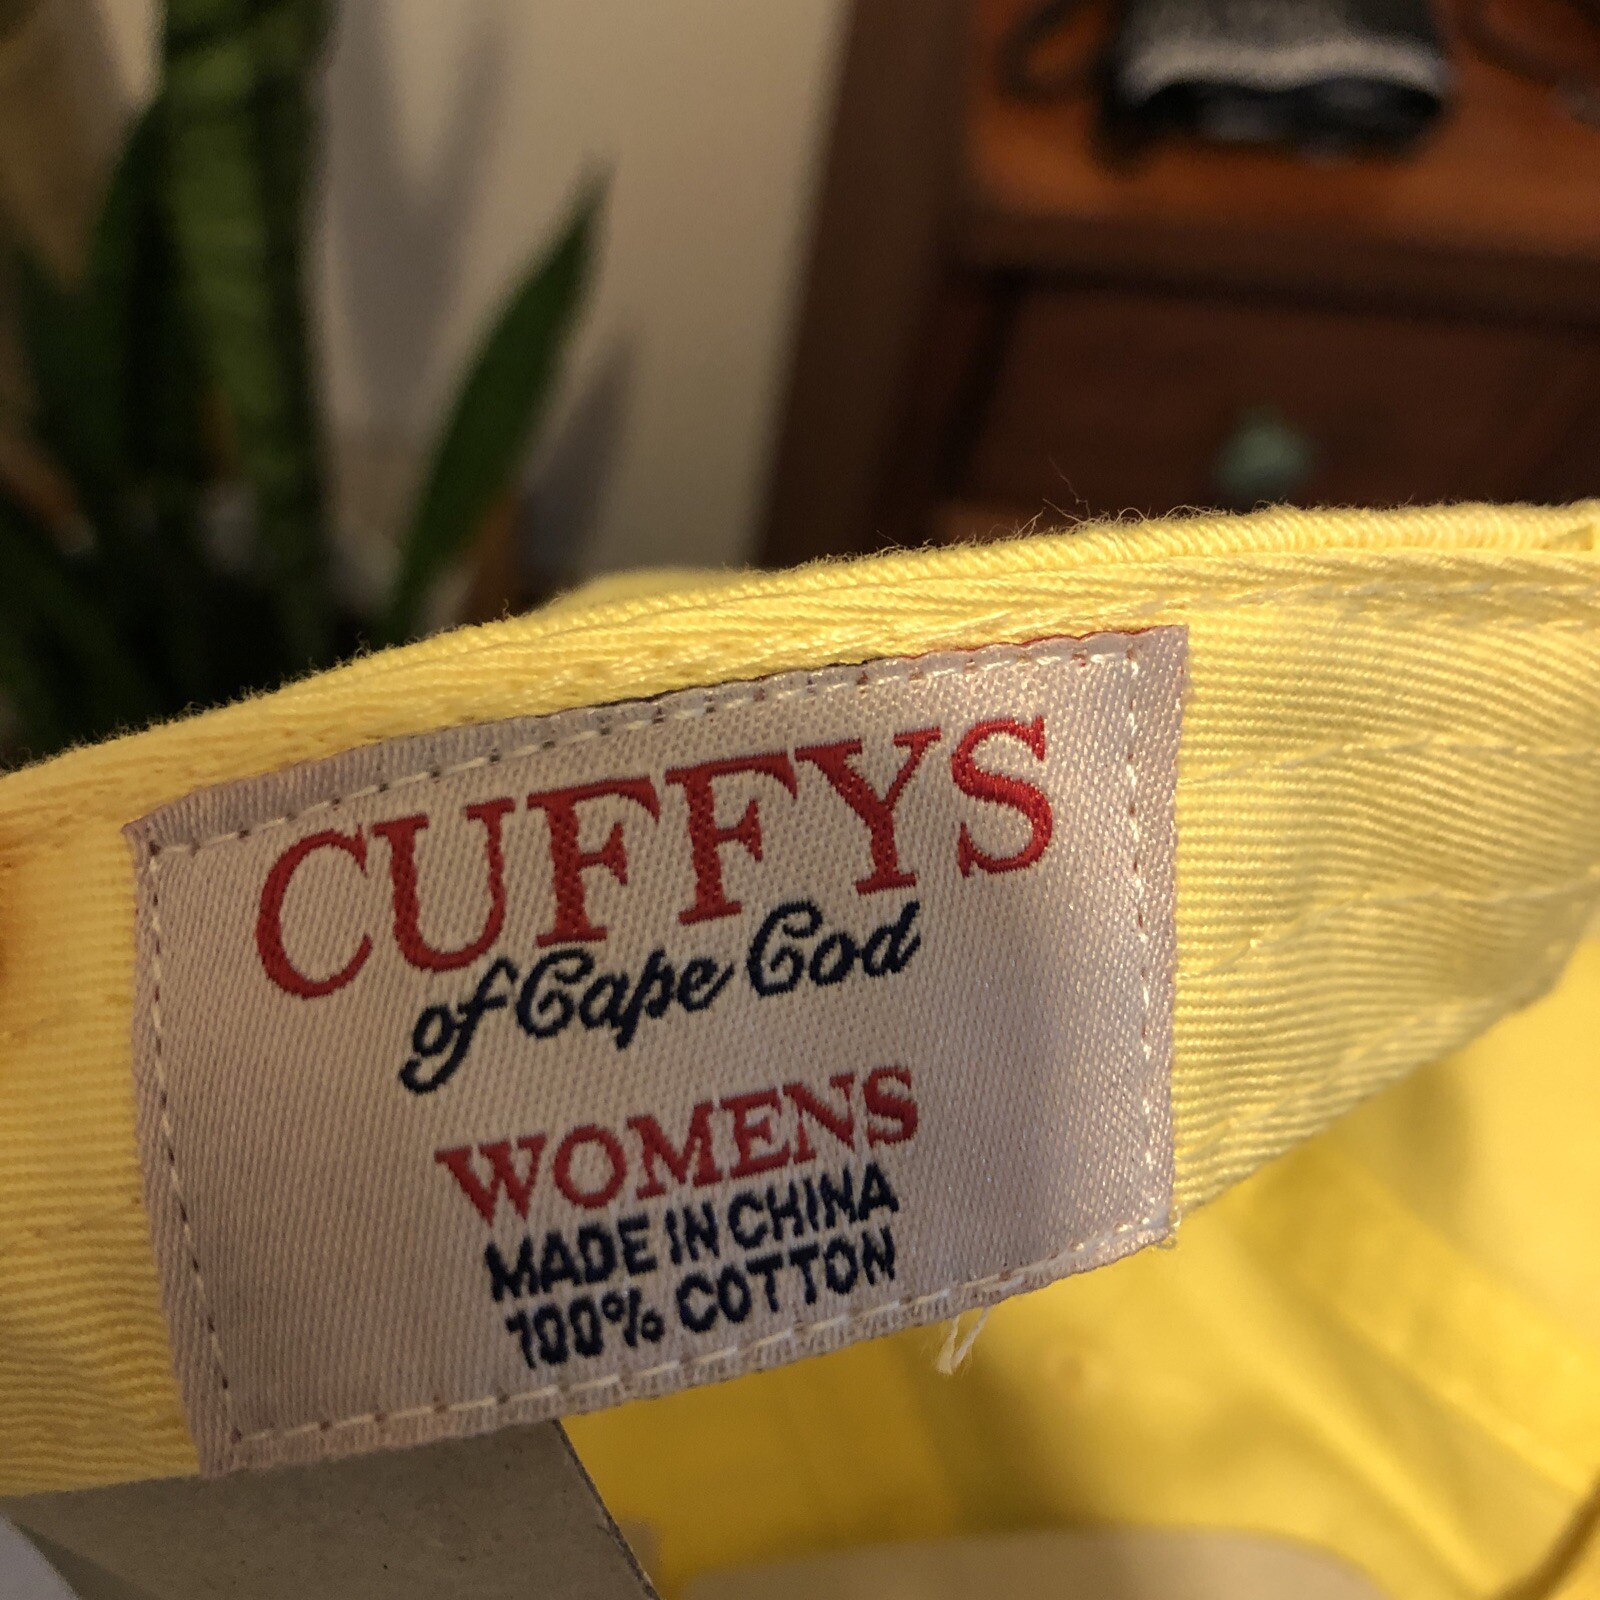 CUFFYS
of Cape Cod
WOMENS
MADE IN CHINA
100% COTTON